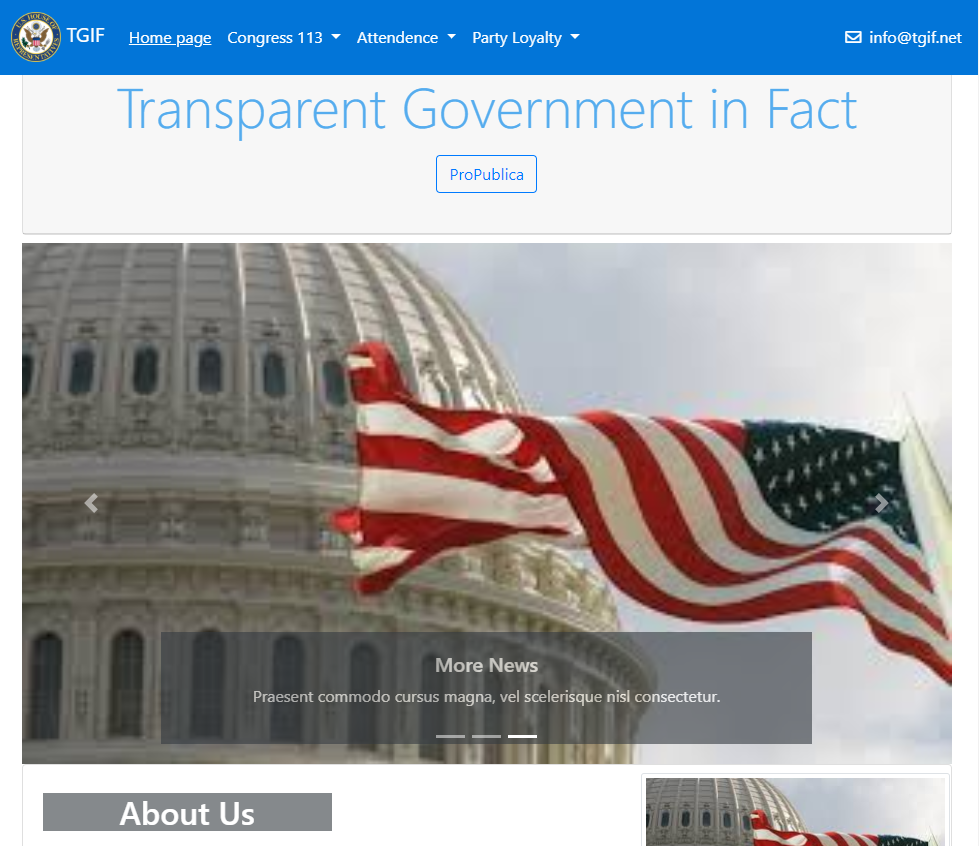 TGIF
Home page
Congress 113
Attendence
Party Loyalty
info@tgif.net
Transparent Government in Fact
ProPublica
More News
Praesent commodo cursus magna, vel scelerisque nisl consectetur.
About Us